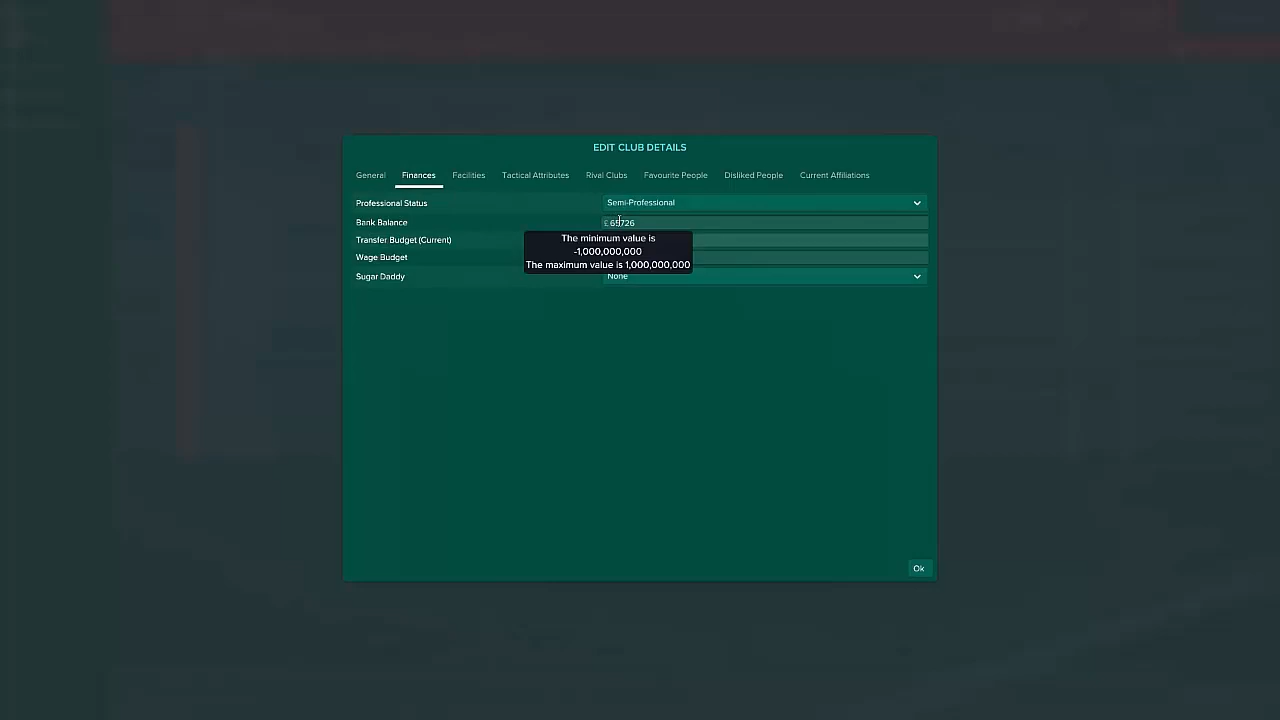 EDIT CLUB DETAILS
General Finances Facilities Tactical Attributes Rival Clubs Favourite People Disliked People Current Affiliations
Professional Status Semi-Professional
Bank Balance £65726
Transfer Budget (Current)
The minimum value is
-1,000,000,000
Wage Budget
The maximum value is 1,000,000,000
Sugar Daddy None
Ok